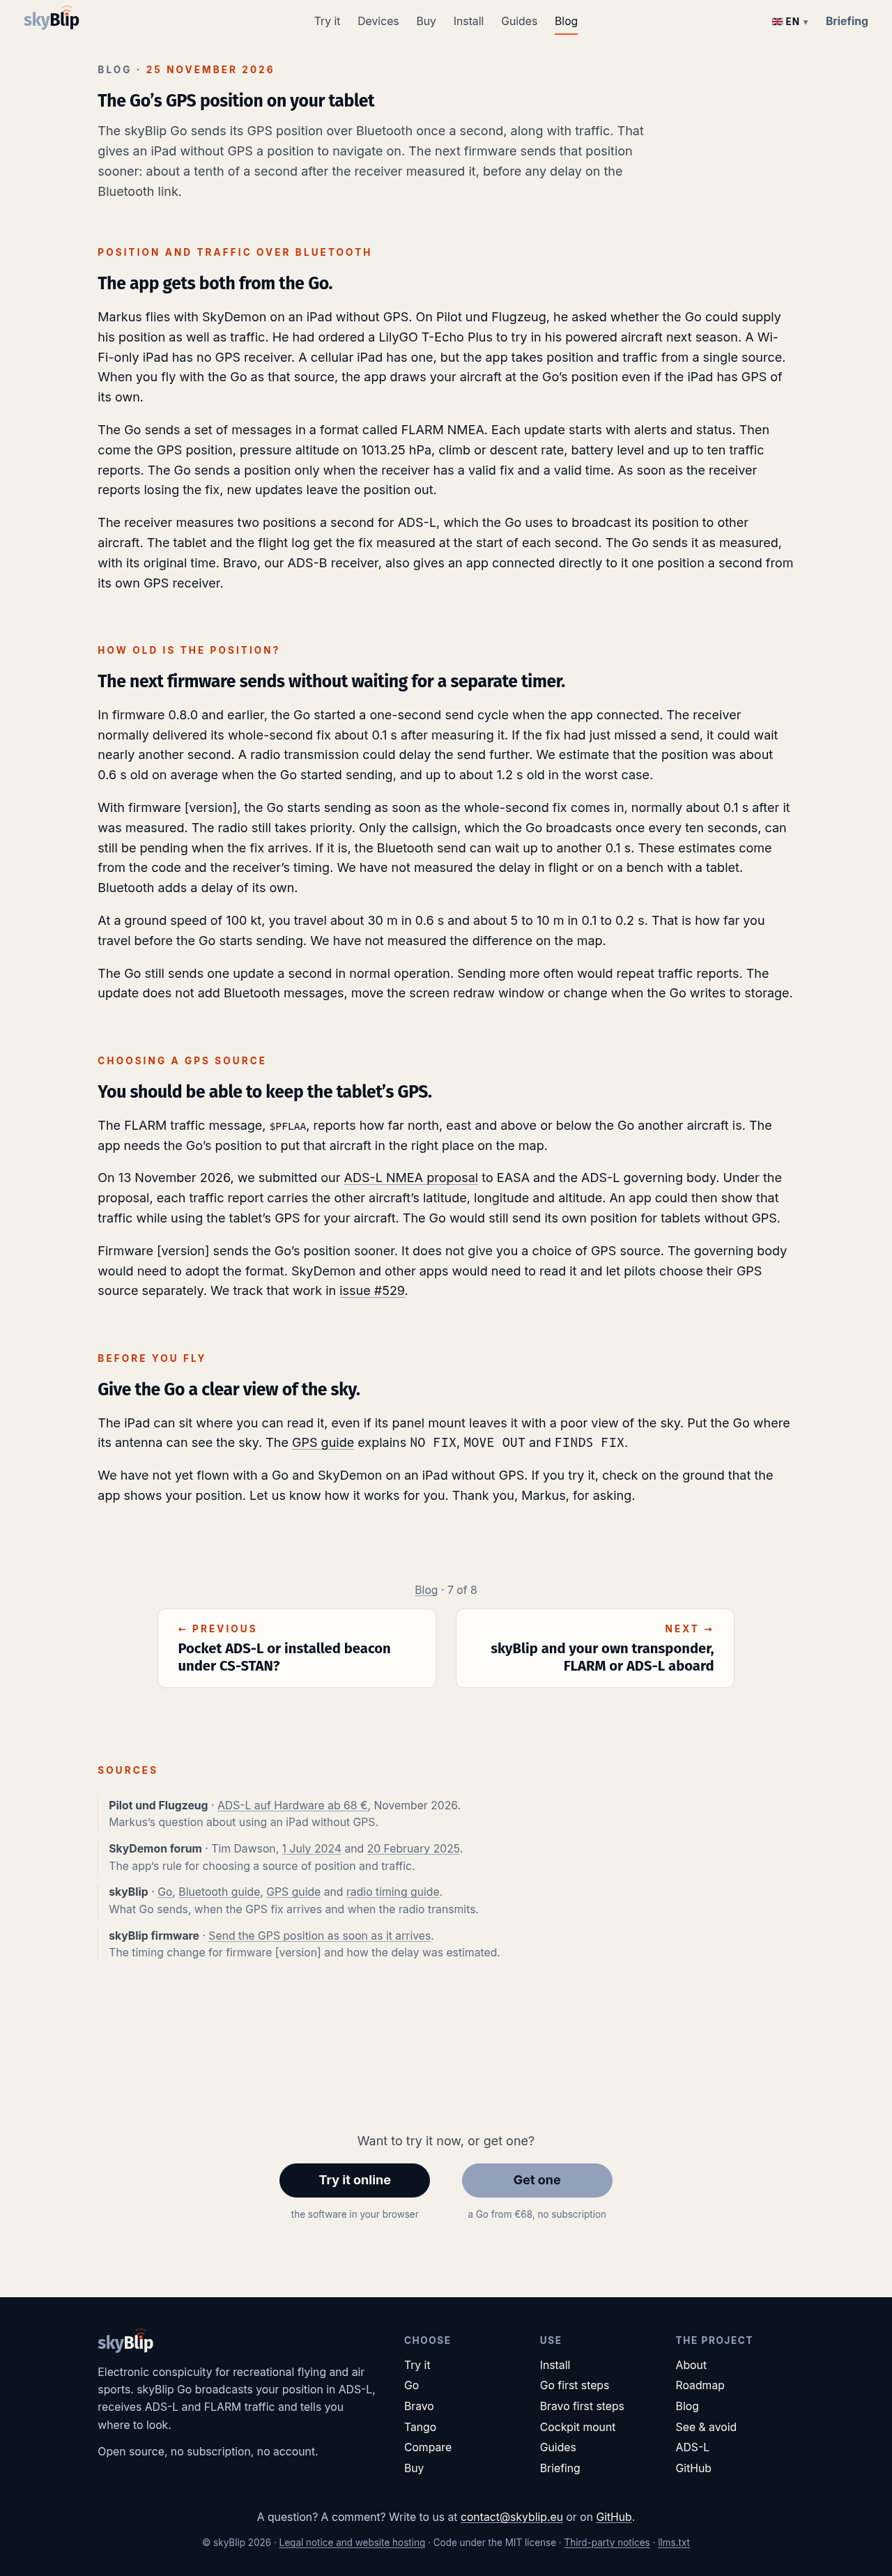 skyBlip
Try it Devices Buy Install Guides Blog
EN ▾ Briefing
BLOG · 25 NOVEMBER 2026
The Go’s GPS position on your tablet
The skyBlip Go sends its GPS position over Bluetooth once a second, along with traffic. That
gives an iPad without GPS a position to navigate on. The next firmware sends that position
sooner: about a tenth of a second after the receiver measured it, before any delay on the
Bluetooth link.
POSITION AND TRAFFIC OVER BLUETOOTH
The app gets both from the Go.
Markus flies with SkyDemon on an iPad without GPS. On Pilot und Flugzeug, he asked whether the Go could supply
his position as well as traffic. He had ordered a LilyGO T-Echo Plus to try in his powered aircraft next season. A Wi-
Fi-only iPad has no GPS receiver. A cellular iPad has one, but the app takes position and traffic from a single source.
When you fly with the Go as that source, the app draws your aircraft at the Go’s position even if the iPad has GPS of
its own.
The Go sends a set of messages in a format called FLARM NMEA. Each update starts with alerts and status. Then
come the GPS position, pressure altitude on 1013.25 hPa, climb or descent rate, battery level and up to ten traffic
reports. The Go sends a position only when the receiver has a valid fix and a valid time. As soon as the receiver
reports losing the fix, new updates leave the position out.
The receiver measures two positions a second for ADS-L, which the Go uses to broadcast its position to other
aircraft. The tablet and the flight log get the fix measured at the start of each second. The Go sends it as measured,
with its original time. Bravo, our ADS-B receiver, also gives an app connected directly to it one position a second from
its own GPS receiver.
HOW OLD IS THE POSITION?
The next firmware sends without waiting for a separate timer.
In firmware 0.8.0 and earlier, the Go started a one-second send cycle when the app connected. The receiver
normally delivered its whole-second fix about 0.1 s after measuring it. If the fix had just missed a send, it could wait
nearly another second. A radio transmission could delay the send further. We estimate that the position was about
0.6 s old on average when the Go started sending, and up to about 1.2 s old in the worst case.
With firmware [version], the Go starts sending as soon as the whole-second fix comes in, normally about 0.1 s after it
was measured. The radio still takes priority. Only the callsign, which the Go broadcasts once every ten seconds, can
still be pending when the fix arrives. If it is, the Bluetooth send can wait up to another 0.1 s. These estimates come
from the code and the receiver’s timing. We have not measured the delay in flight or on a bench with a tablet.
Bluetooth adds a delay of its own.
At a ground speed of 100 kt, you travel about 30 m in 0.6 s and about 5 to 10 m in 0.1 to 0.2 s. That is how far you
travel before the Go starts sending. We have not measured the difference on the map.
The Go still sends one update a second in normal operation. Sending more often would repeat traffic reports. The
update does not add Bluetooth messages, move the screen redraw window or change when the Go writes to storage.
CHOOSING A GPS SOURCE
You should be able to keep the tablet’s GPS.
The FLARM traffic message, $PFLAA, reports how far north, east and above or below the Go another aircraft is. The
app needs the Go’s position to put that aircraft in the right place on the map.
On 13 November 2026, we submitted our ADS-L NMEA proposal to EASA and the ADS-L governing body. Under the
proposal, each traffic report carries the other aircraft’s latitude, longitude and altitude. An app could then show that
traffic while using the tablet’s GPS for your aircraft. The Go would still send its own position for tablets without GPS.
Firmware [version] sends the Go’s position sooner. It does not give you a choice of GPS source. The governing body
would need to adopt the format. SkyDemon and other apps would need to read it and let pilots choose their GPS
source separately. We track that work in issue #529.
BEFORE YOU FLY
Give the Go a clear view of the sky.
The iPad can sit where you can read it, even if its panel mount leaves it with a poor view of the sky. Put the Go where
its antenna can see the sky. The GPS guide explains NO FIX, MOVE OUT and FINDS FIX.
We have not yet flown with a Go and SkyDemon on an iPad without GPS. If you try it, check on the ground that the
app shows your position. Let us know how it works for you. Thank you, Markus, for asking.
Blog · 7 of 8
← PREVIOUS
Pocket ADS-L or installed beacon
under CS-STAN?
NEXT →
skyBlip and your own transponder,
FLARM or ADS-L aboard
SOURCES
Pilot und Flugzeug · ADS-L auf Hardware ab 68 €, November 2026.
Markus’s question about using an iPad without GPS.
SkyDemon forum · Tim Dawson, 1 July 2024 and 20 February 2025.
The app’s rule for choosing a source of position and traffic.
skyBlip · Go, Bluetooth guide, GPS guide and radio timing guide.
What Go sends, when the GPS fix arrives and when the radio transmits.
skyBlip firmware · Send the GPS position as soon as it arrives.
The timing change for firmware [version] and how the delay was estimated.
Want to try it now, or get one?
Try it online
the software in your browser
Get one
a Go from €68, no subscription
skyBlip
Electronic conspicuity for recreational flying and air
sports. skyBlip Go broadcasts your position in ADS-L,
receives ADS-L and FLARM traffic and tells you
where to look.
Open source, no subscription, no account.
CHOOSE
Try it
Go
Bravo
Tango
Compare
Buy
USE
Install
Go first steps
Bravo first steps
Cockpit mount
Guides
Briefing
THE PROJECT
About
Roadmap
Blog
See & avoid
ADS-L
GitHub
A question? A comment? Write to us at contact@skyblip.eu or on GitHub.
© skyBlip 2026 · Legal notice and website hosting · Code under the MIT license · Third-party notices · llms.txt